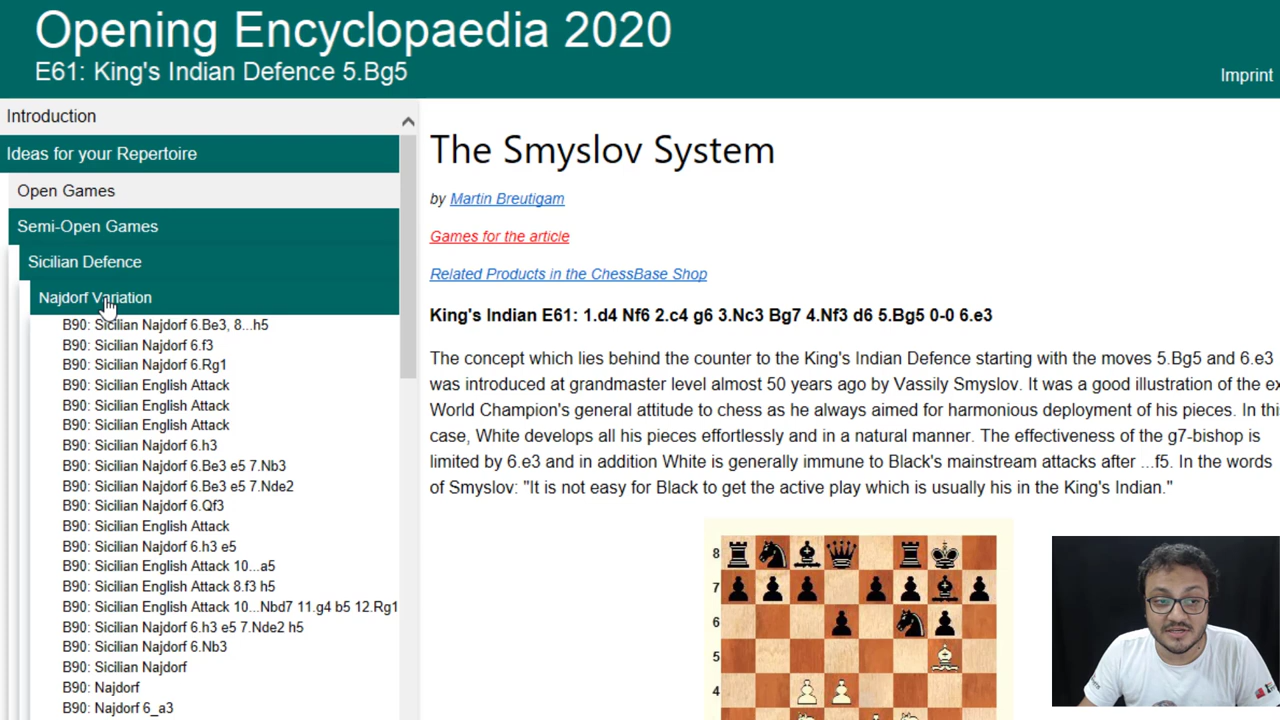 Opening Encyclopaedia 2020
E61: King's Indian Defence 5.Bg5
Imprint
Introduction
Ideas for your Repertoire
Open Games
Semi-Open Games
Sicilian Defence
Najdorf Variation
B90: Sicilian Najdorf 6.Be3, 8...h5
B90: Sicilian Najdorf 6.f3
B90: Sicilian Najdorf 6.Rg1
B90: Sicilian English Attack
B90: Sicilian English Attack
B90: Sicilian English Attack
B90: Sicilian Najdorf 6.h3
B90: Sicilian Najdorf 6.Be3 e5 7.Nb3
B90: Sicilian Najdorf 6.Be3 e5 7.Nde2
B90: Sicilian Najdorf 6.Qf3
B90: Sicilian English Attack
B90: Sicilian Najdorf 6.h3 e5
B90: Sicilian English Attack 10...a5
B90: Sicilian English Attack 8.f3 h5
B90: Sicilian English Attack 10...Nbd7 11.g4 b5 12.Rg1
B90: Sicilian Najdorf 6.h3 e5 7.Nde2 h5
B90: Sicilian Najdorf 6.Nb3
B90: Sicilian Najdorf
B90: Najdorf
B90: Najdorf 6_a3
The Smyslov System
by Martin Breutigam
Games for the article
Related Products in the ChessBase Shop
King's Indian E61: 1.d4 Nf6 2.c4 g6 3.Nc3 Bg7 4.Nf3 d6 5.Bg5 0-0 6.e3
The concept which lies behind the counter to the King's Indian Defence starting with the moves 5.Bg5 and 6.e3
was introduced at grandmaster level almost 50 years ago by Vassily Smyslov. It was a good illustration of the ex
World Champion's general attitude to chess as he always aimed for harmonious deployment of his pieces. In this
case, White develops all his pieces effortlessly and in a natural manner. The effectiveness of the g7-bishop is
limited by 6.e3 and in addition White is generally immune to Black's mainstream attacks after ...f5. In the words
of Smyslov: "It is not easy for Black to get the active play which is usually his in the King's Indian."
8
7
6
5
4